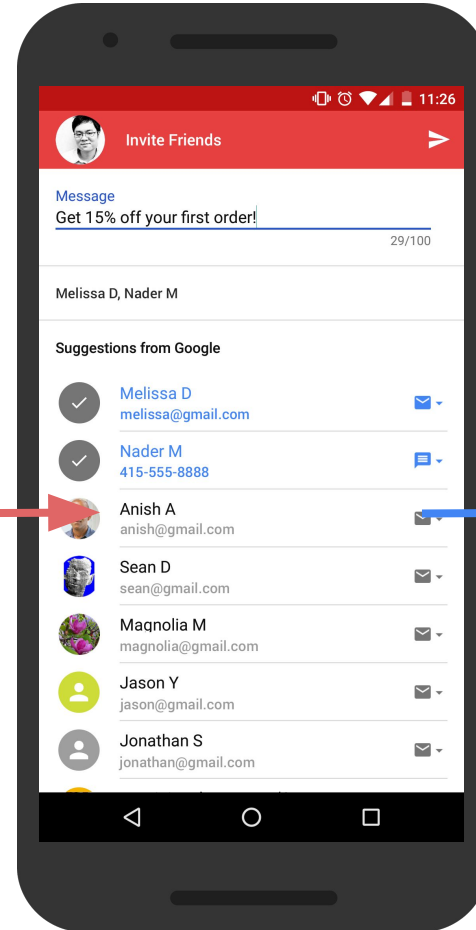 11:26
Invite Friends
Message
Get 15% off your first order!
29/100
Melissa D, Nader M
Suggestions from Google
Melissa D
melissa@gmail.com
Nader M
415-555-8888
Anish A
anish@gmail.com
Sean D
sean@gmail.com
Magnolia M
magnolia@gmail.com
Jason Y
jason@gmail.com
Jonathan S
jonathan@gmail.com